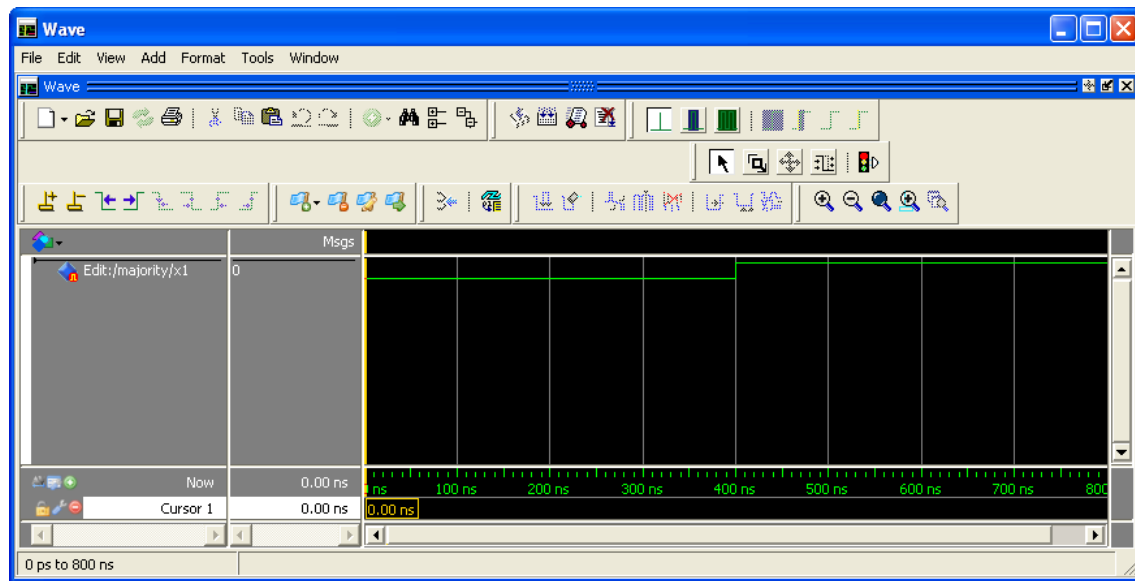 Wave
File Edit View Add Format Tools Window
Wave
Msgs
Edit:/majority/x1 0
Now 0.00 ns
ns 100 ns 200 ns 300 ns 400 ns 500 ns 600 ns 700 ns 800
Cursor 1 0.00 ns 0.00 ns
0 ps to 800 ns